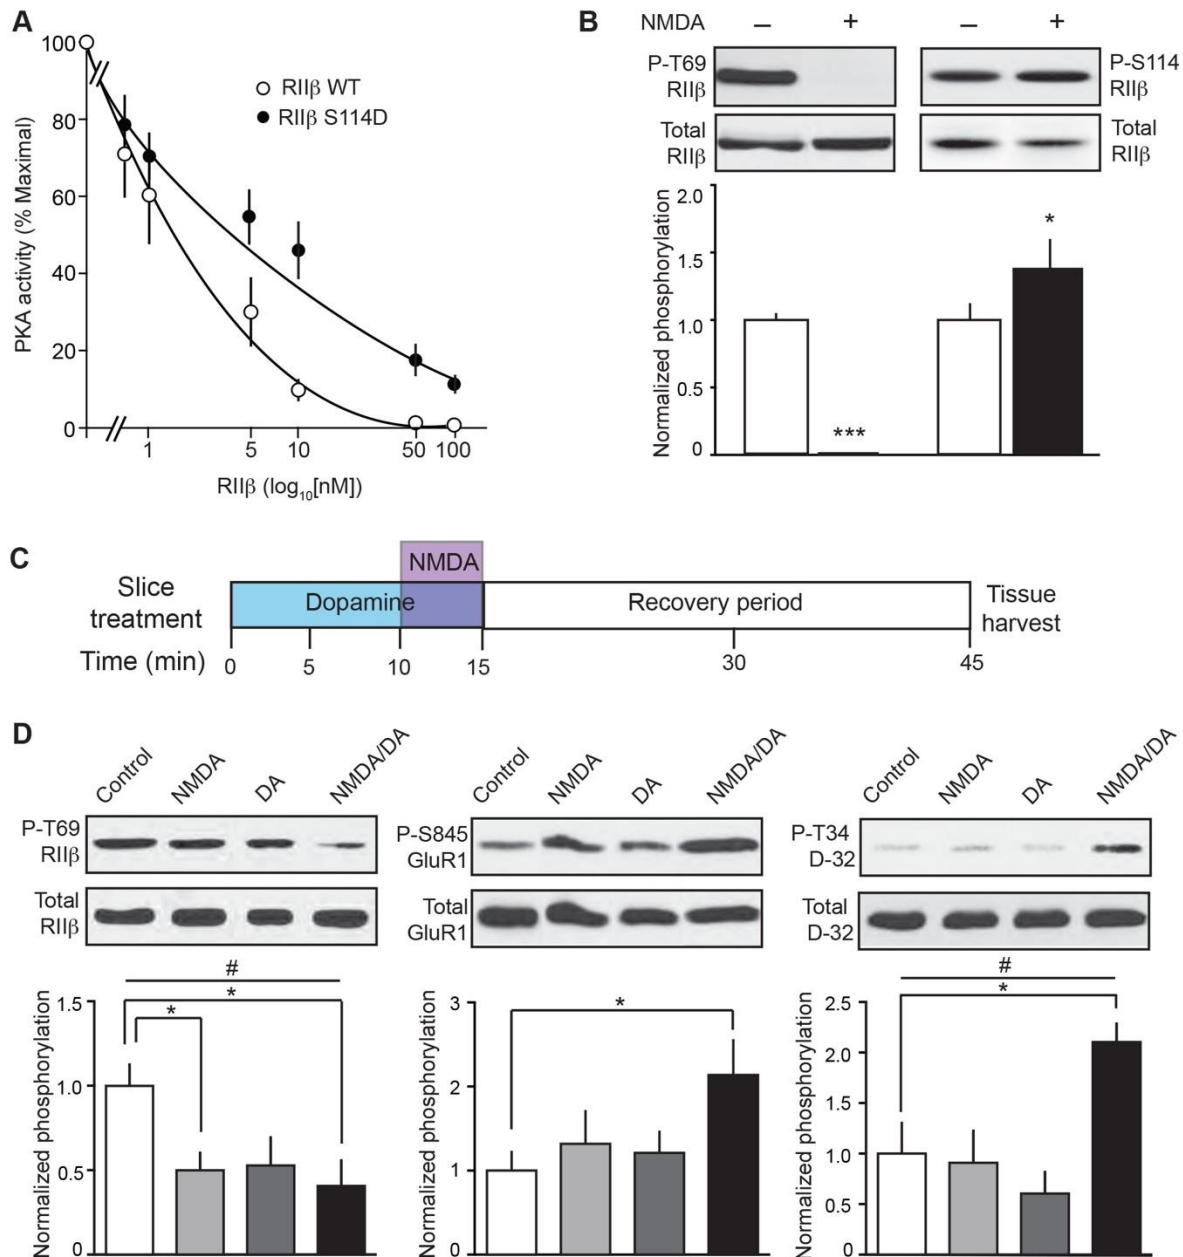 A
100
80
60
40
20
0
PKA activity (% Maximal)
RIIβ WT
RIIβ S114D
1 5 10 50 100
RIIβ (log10[nM])
B
NMDA – + – +
P-T69
RIIβ
P-S114
RIIβ
Total
RIIβ
Total
RIIβ
Normalized phosphorylation
2.0
1.5
1.0
0.5
0
***
*
C
Slice
treatment
NMDA
Dopamine
Recovery period
Tissue
harvest
Time (min) 0 5 10 15 30 45
D
Control NMDA DA NMDA/DA
P-T69
RIIβ
Total
RIIβ
#
*
*
Normalized phosphorylation
1.5
1.0
0.5
0
Control NMDA DA NMDA/DA
P-S845
GluR1
Total
GluR1
*
Normalized phosphorylation
3
2
1
0
Control NMDA DA NMDA/DA
P-T34
D-32
Total
D-32
#
*
Normalized phosphorylation
2.5
2.0
1.5
1.0
0.5
0